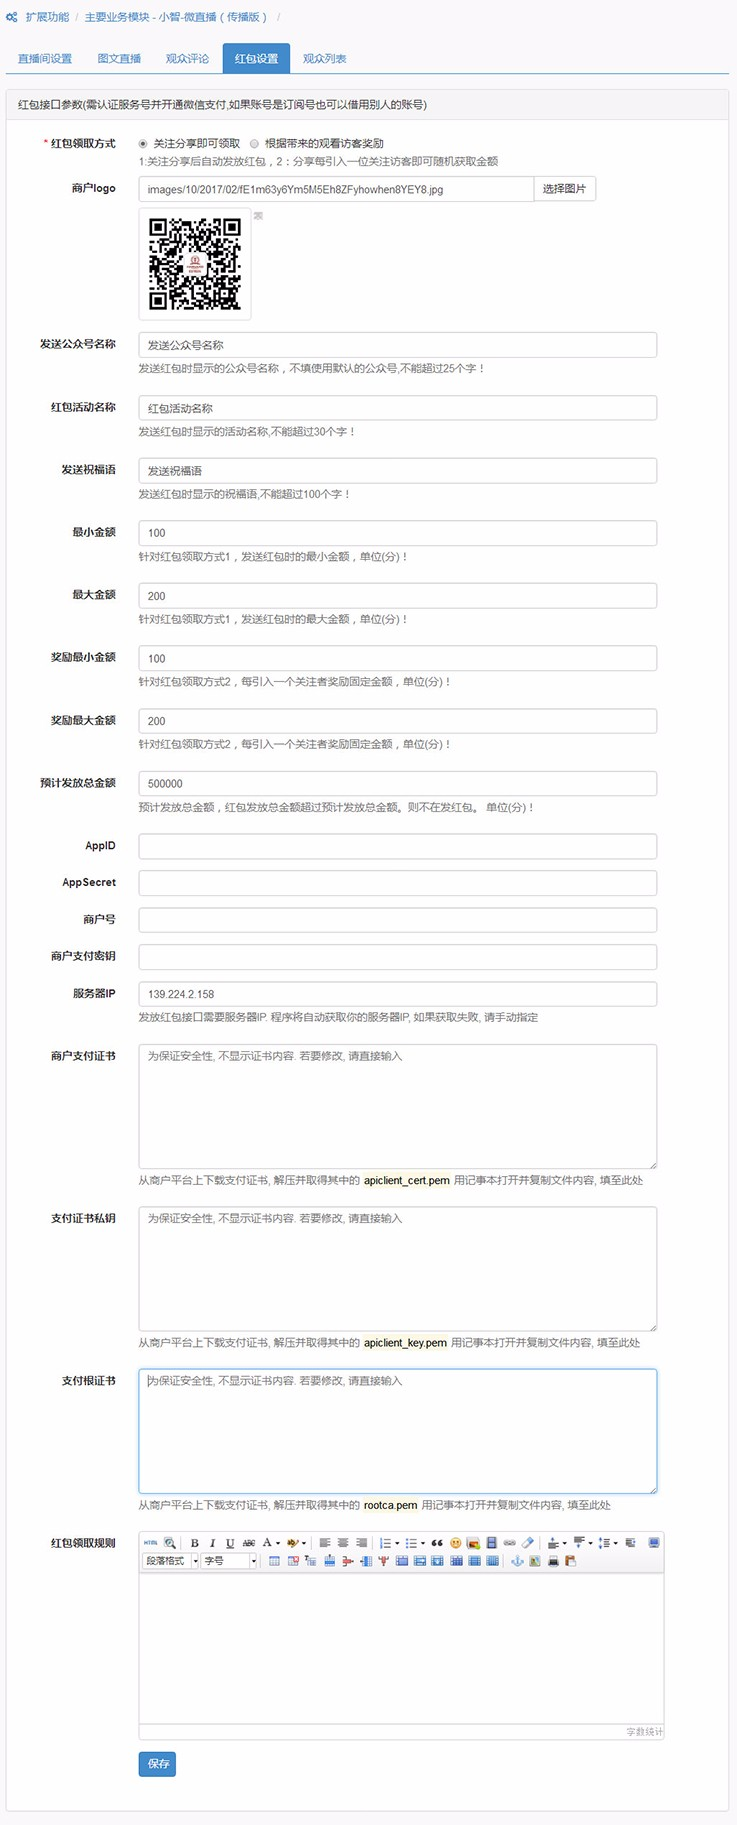 扩展功能 / 主要业务模块 - 小智-微直播（传播版） /
直播间设置 图文直播 观众评论 红包设置 观众列表
红包接口参数(需认证服务号并开通微信支付,如果账号是订阅号也可以借用别人的账号)
* 红包领取方式 关注分享即可领取 根据带来的观看访客奖励
1:关注分享后自动发放红包，2：分享每引入一位关注访客即可随机获取金额
商户logo images/10/2017/02/fE1m63y6Ym5M5Eh8ZFyhowhen8YEY8.jpg 选择图片
发送公众号名称 发送公众号名称
发送红包时显示的公众号名称，不填使用默认的公众号,不能超过25个字！
红包活动名称 红包活动名称
发送红包时显示的活动名称,不能超过30个字！
发送祝福语 发送祝福语
发送红包时显示的祝福语,不能超过100个字！
最小金额 100
针对红包领取方式1，发送红包时的最小金额，单位(分)！
最大金额 200
针对红包领取方式1，发送红包时的最大金额，单位(分)！
奖励最小金额 100
针对红包领取方式2，每引入一个关注者奖励固定金额，单位(分)！
奖励最大金额 200
针对红包领取方式2，每引入一个关注者奖励固定金额，单位(分)！
预计发放总金额 500000
预计发放总金额，红包发放总金额超过预计发放总金额。则不在发红包。 单位(分)！
AppID
AppSecret
商户号
商户支付密钥
服务器IP 139.224.2.158
发放红包接口需要服务器IP. 程序将自动获取你的服务器IP, 如果获取失败, 请手动指定
商户支付证书 为保证安全性, 不显示证书内容. 若要修改, 请直接输入
从商户平台上下载支付证书, 解压并取得其中的 apiclient_cert.pem 用记事本打开并复制文件内容, 填至此处
支付证书私钥 为保证安全性, 不显示证书内容. 若要修改, 请直接输入
从商户平台上下载支付证书, 解压并取得其中的 apiclient_key.pem 用记事本打开并复制文件内容, 填至此处
支付根证书 为保证安全性, 不显示证书内容. 若要修改, 请直接输入
从商户平台上下载支付证书, 解压并取得其中的 rootca.pem 用记事本打开并复制文件内容, 填至此处
红包领取规则 HTML B I U ABC A
段落格式 字号
字数统计
保存